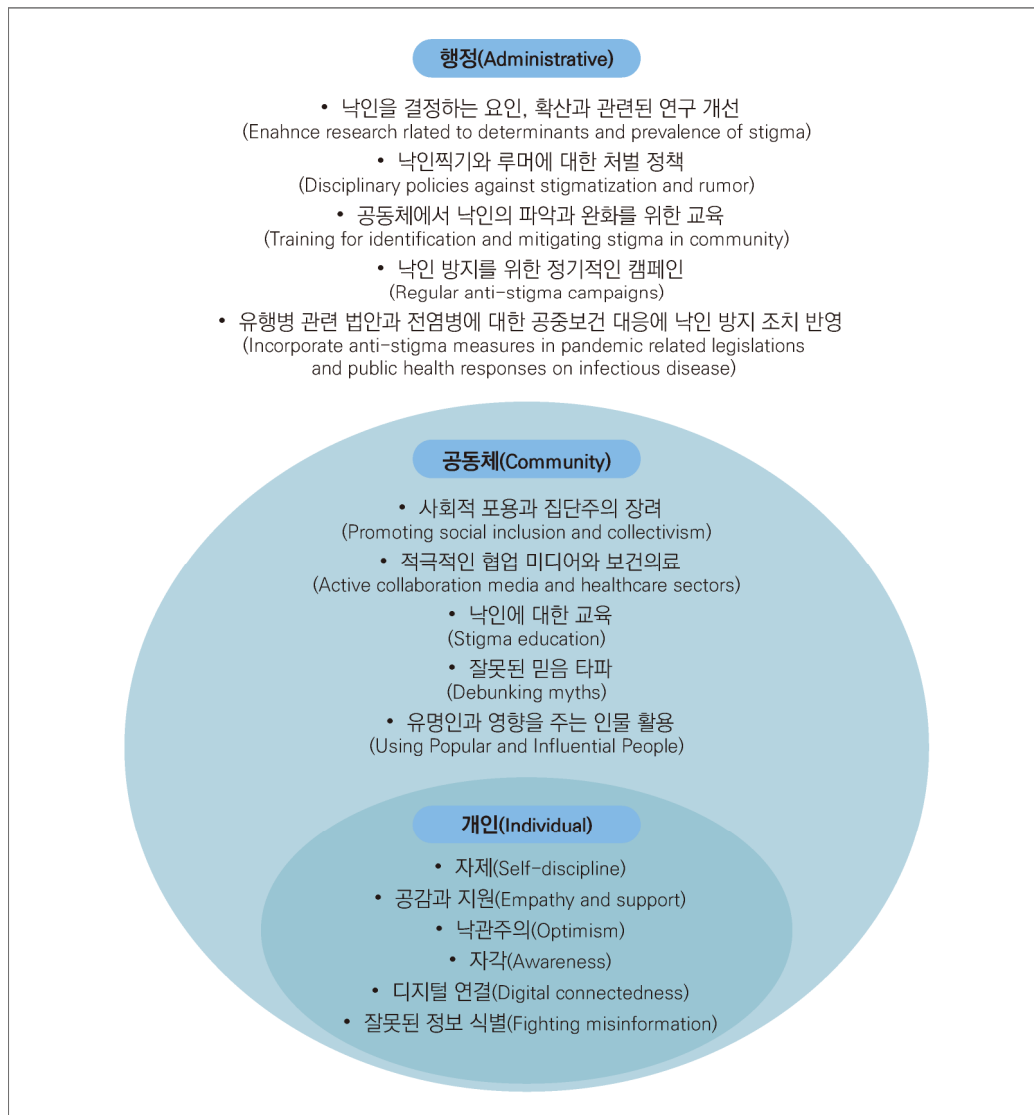 행정(Administrative)
• 낙인을 결정하는 요인, 확산과 관련된 연구 개선
(Enahnce research rlated to determinants and prevalence of stigma)
• 낙인찍기와 루머에 대한 처벌 정책
(Disciplinary policies against stigmatization and rumor)
• 공동체에서 낙인의 파악과 완화를 위한 교육
(Training for identification and mitigating stigma in community)
• 낙인 방지를 위한 정기적인 캠페인
(Regular anti-stigma campaigns)
• 유행병 관련 법안과 전염병에 대한 공중보건 대응에 낙인 방지 조치 반영
(Incorporate anti-stigma measures in pandemic related legislations
and public health responses on infectious disease)
공동체(Community)
• 사회적 포용과 집단주의 장려
(Promoting social inclusion and collectivism)
• 적극적인 협업 미디어와 보건의료
(Active collaboration media and healthcare sectors)
• 낙인에 대한 교육
(Stigma education)
• 잘못된 믿음 타파
(Debunking myths)
• 유명인과 영향을 주는 인물 활용
(Using Popular and Influential People)
개인(Individual)
• 자제(Self-discipline)
• 공감과 지원(Empathy and support)
• 낙관주의(Optimism)
• 자각(Awareness)
• 디지털 연결(Digital connectedness)
• 잘못된 정보 식별(Fighting misinformation)